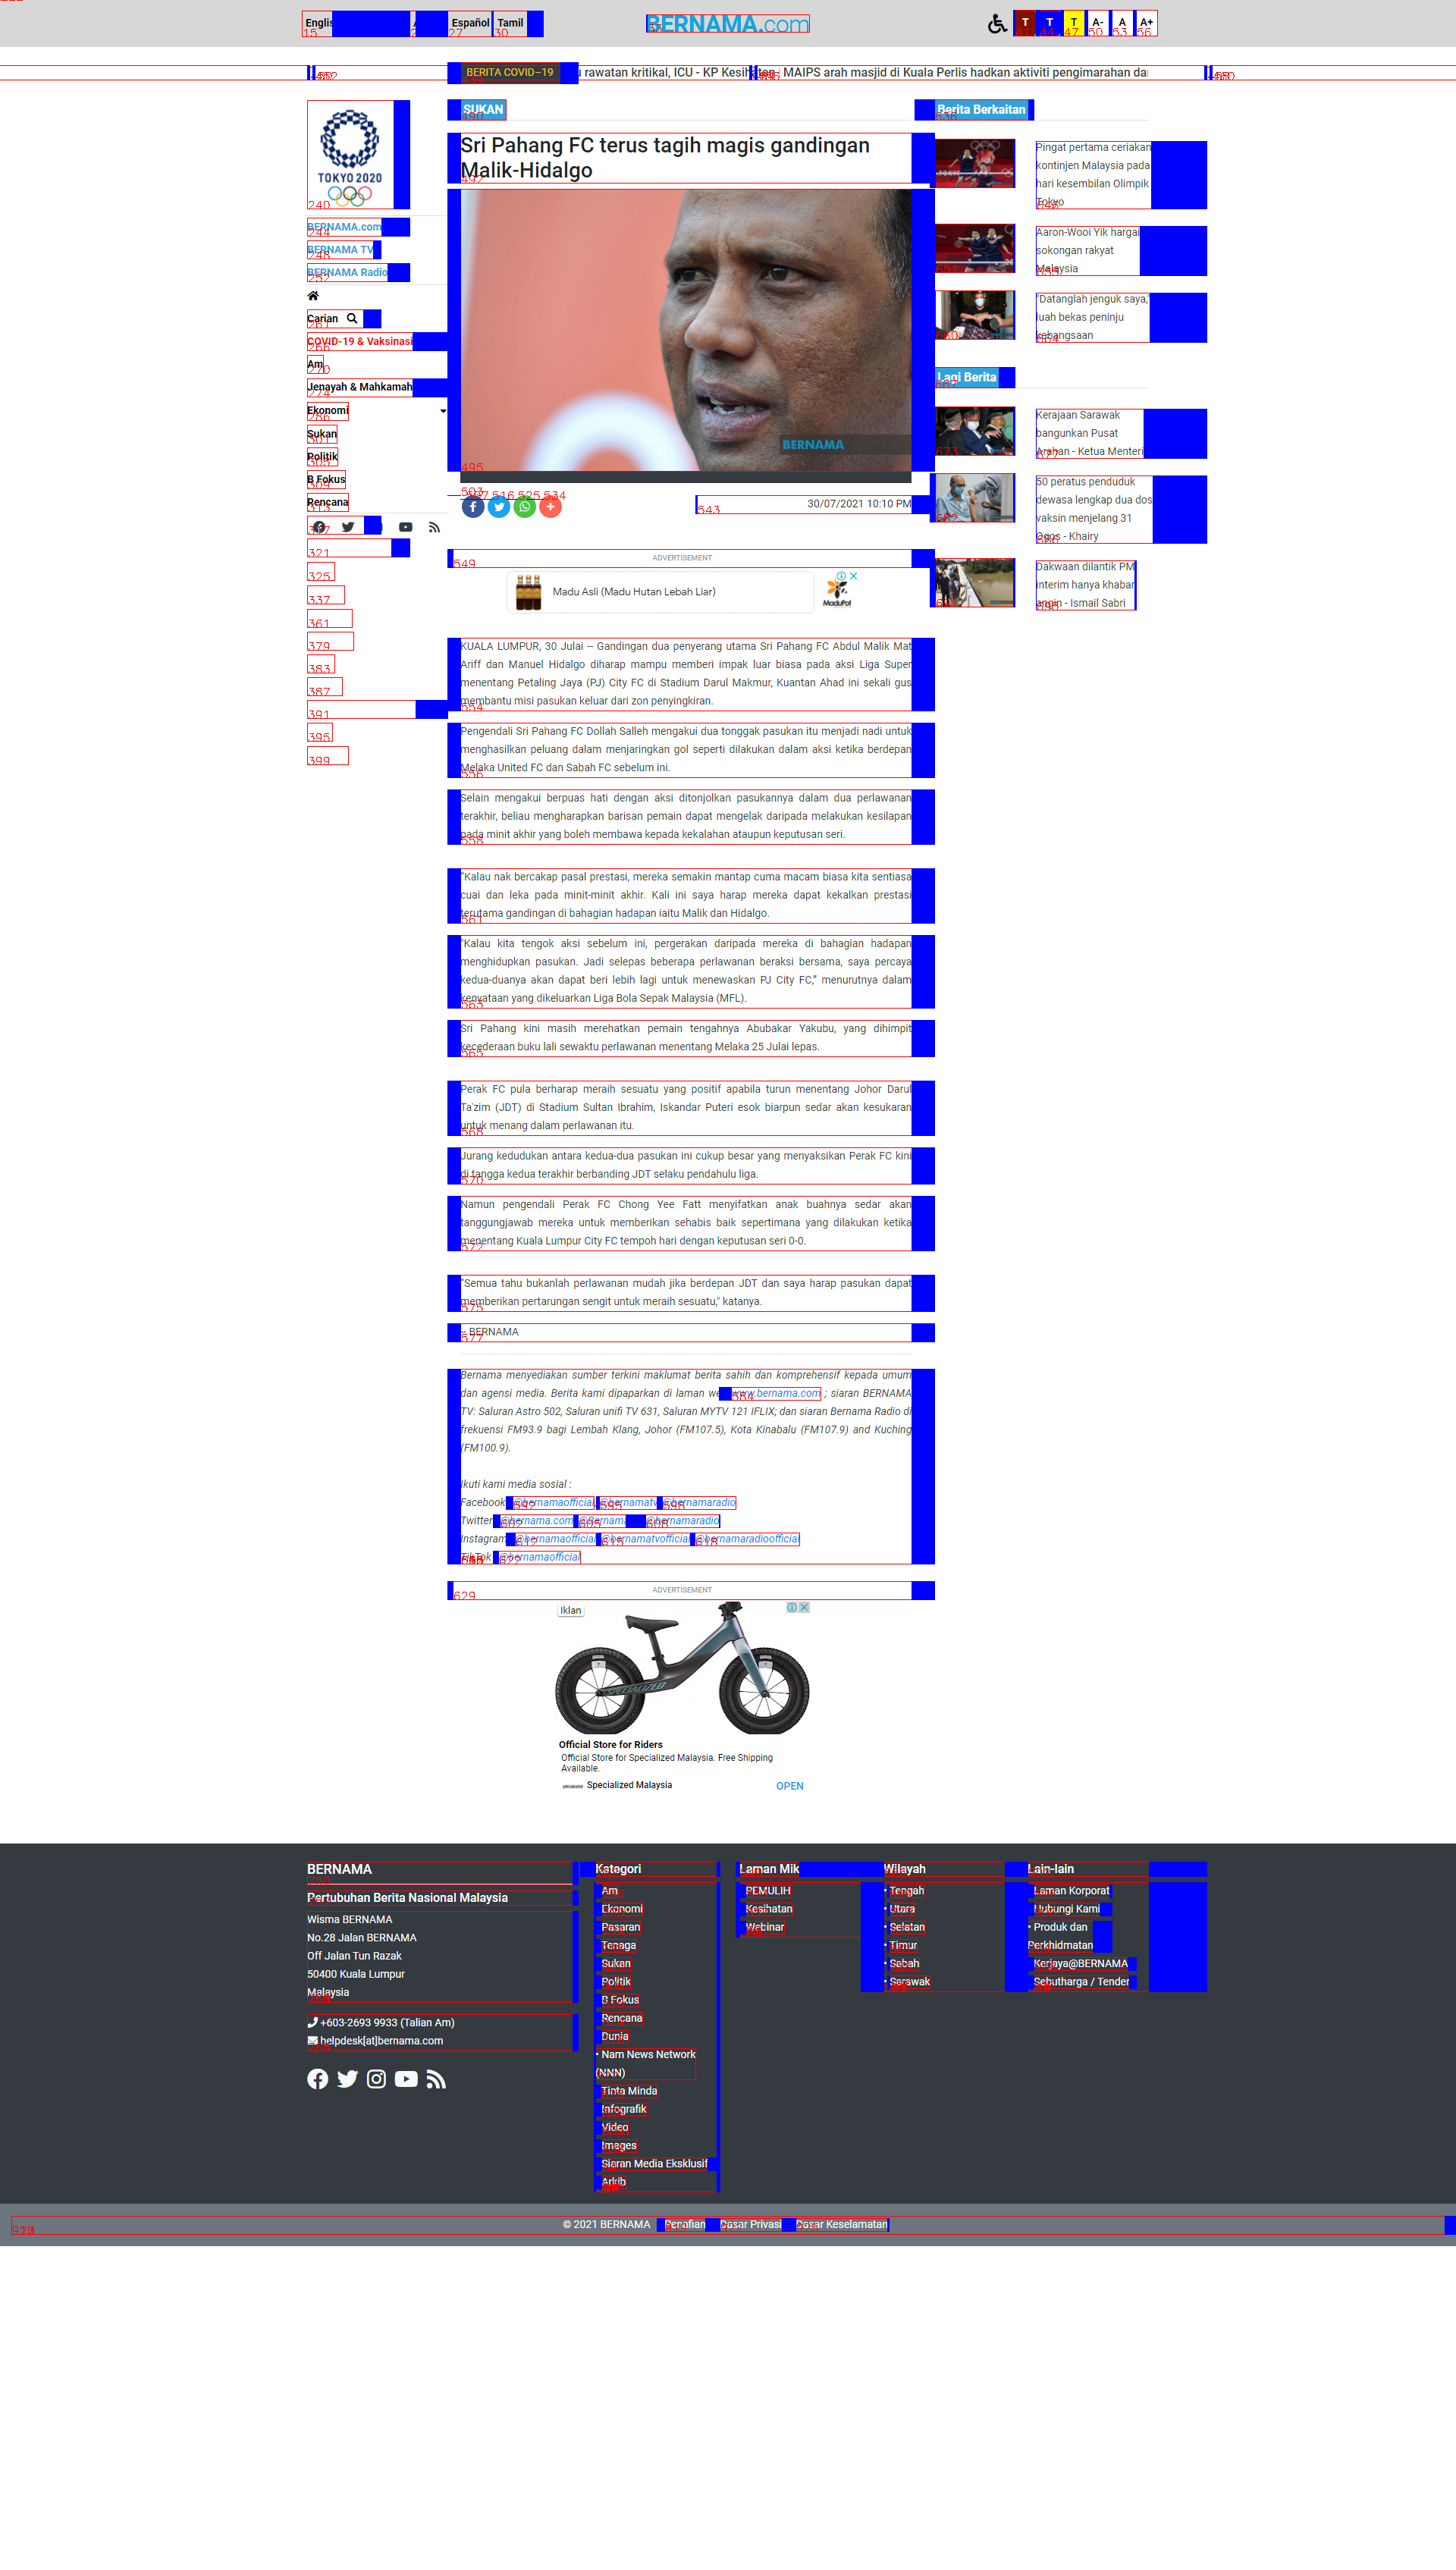 Español
Tamil
BERNAMA.com
T
T
T
A-
A
A+
BERITA COVID–19
rawatan kritikal, ICU - KP
MAIPS arah masjid di Kuala Perlis hadkan aktiviti pengimarahan
TOKYO 2020
BERNAMA.com
BERNAMA TV
BERNAMA Radio
Carian
COVID-19 & Vaksinasi
Am
Jenayah & Mahkamah
Ekonomi
Sukan
Politik
B Fokus
Rencana
SUKAN
Sri Pahang FC terus tagih magis gandingan
Malik-Hidalgo
BERNAMA
30/07/2021 10:10 PM
ADVERTISEMENT
Madu Asli (Madu Hutan Lebah Liar)
MaduPot
KUALA LUMPUR, 30 Julai -- Gandingan dua penyerang utama Sri Pahang FC Abdul Malik Mat
Ariff dan Manuel Hidalgo diharap mampu memberi impak luar biasa pada aksi Liga Super
menentang Petaling Jaya (PJ) City FC di Stadium Darul Makmur, Kuantan Ahad ini sekali gus
membantu misi pasukan keluar dari zon penyingkiran.
Pengendali Sri Pahang FC Dollah Salleh mengakui dua tonggak pasukan itu menjadi nadi untuk
menghasilkan peluang dalam menjaringkan gol seperti dilakukan dalam aksi ketika berdepan
Melaka United FC dan Sabah FC sebelum ini.
Selain mengakui berpuas hati dengan aksi ditonjolkan pasukannya dalam dua perlawanan
terakhir, beliau mengharapkan barisan pemain dapat mengelak daripada melakukan kesilapan
pada minit akhir yang boleh membawa kepada kekalahan ataupun keputusan seri.
"Kalau nak bercakap pasal prestasi, mereka semakin mantap cuma macam biasa kita sentiasa
cuai dan leka pada minit-minit akhir. Kali ini saya harap mereka dapat kekalkan prestasi
terutama gandingan di bahagian hadapan iaitu Malik dan Hidalgo.
"Kalau kita tengok aksi sebelum ini, pergerakan daripada mereka di bahagian hadapan
menghidupkan pasukan. Jadi selepas beberapa perlawanan beraksi bersama, saya percaya
kedua-duanya akan dapat beri lebih lagi untuk menewaskan PJ City FC," menurutnya dalam
kenyataan yang dikeluarkan Liga Bola Sepak Malaysia (MFL).
Sri Pahang kini masih merehatkan pemain tengahnya Abubakar Yakubu, yang dihimpit
kecederaan buku lali sewaktu perlawanan menentang Melaka 25 Julai lepas.
Perak FC pula berharap meraih sesuatu yang positif apabila turun menentang Johor Darul
Ta'zim (JDT) di Stadium Sultan Ibrahim, Iskandar Puteri esok biarpun sedar akan kesukaran
untuk menang dalam perlawanan itu.
Jurang kedudukan antara kedua-dua pasukan ini cukup besar yang menyaksikan Perak FC kini
di tangga kedua terakhir berbanding JDT selaku pendahulu liga.
Namun pengendali Perak FC Chong Yee Fatt menyifatkan anak buahnya sedar akan
tanggungjawab mereka untuk memberikan sehabis baik sepertimana yang dilakukan ketika
menentang Kuala Lumpur City FC tempoh hari dengan keputusan seri 0-0.
"Semua tahu bukanlah perlawanan mudah jika berdepan JDT dan saya harap pasukan dapat
memberikan pertarungan sengit untuk meraih sesuatu," katanya.
-- BERNAMA
Bernama menyediakan sumber terkini maklumat berita sahih dan komprehensif kepada umum
dan agensi media. Berita kami dipaparkan di laman www.bernama.com ; siaran BERNAMA
TV: Saluran Astro 502, Saluran unifi TV 631, Saluran MYTV 121 IFLIX; dan siaran Bernama Radio di
frekuensi FM93.9 bagi Lembah Klang, Johor (FM107.5), Kota Kinabalu (FM107.9) and Kuching
(FM100.9).
Ikuti kami media sosial :
Facebook @bernamaofficial, @bernamatv @bernamaradio
Twitter @bernama.com @bernamaradio
Instagram @bernamaofficial @bernamatvofficial @bernamaradioofficial
TikTok @bernamaofficial
ADVERTISEMENT
Iklan
SPECIALIZED
Official Store for Riders
Official Store for Specialized Malaysia. Free Shipping
Available.
Specialized Malaysia
OPEN
Berita Berkaitan
Pingat pertama ceriakan
kontinjen Malaysia pada
hari kesembilan Olimpik
Tokyo
Aaron-Wooi Yik hargai
sokongan rakyat
Malaysia
"Datanglah jenguk saya,"
luah bekas peninju
kebangsaan
Lagi Berita
Kerajaan Sarawak
bangunkan Pusat
Arahan - Ketua Menteri
50 peratus penduduk
dewasa lengkap dua dos
vaksin menjelang 31
Ogos - Khairy
Dakwaan dilantik PM
interim hanya khabar
angin - Ismail Sabri
BERNAMA
Pertubuhan Berita Nasional Malaysia
Wisma BERNAMA
No.28 Jalan BERNAMA
Off Jalan Tun Razak
50400 Kuala Lumpur
Malaysia
+603-2693 9933 (Talian Am)
helpdesk[at]bernama.com
Kategori
Am
Ekonomi
Pasaran
Tenaga
Sukan
Politik
B Fokus
Rencana
Dunia
• Nam News Network
(NNN)
Tinta Minda
Infografik
Video
Images
Siaran Media Eksklusif
Arkib
Laman Mik
PEMULIH
Kesihatan
Webinar
Wilayah
• Tengah
• Utara
• Selatan
• Timur
• Sabah
• Sarawak
Lain-lain
Laman Korporat
Hubungi Kami
• Produk dan
Perkhidmatan
Kerjaya@BERNAMA
Sebutharga / Tender
© 2021 BERNAMA
Penafian
Dasar Privasi
Dasar Keselamatan